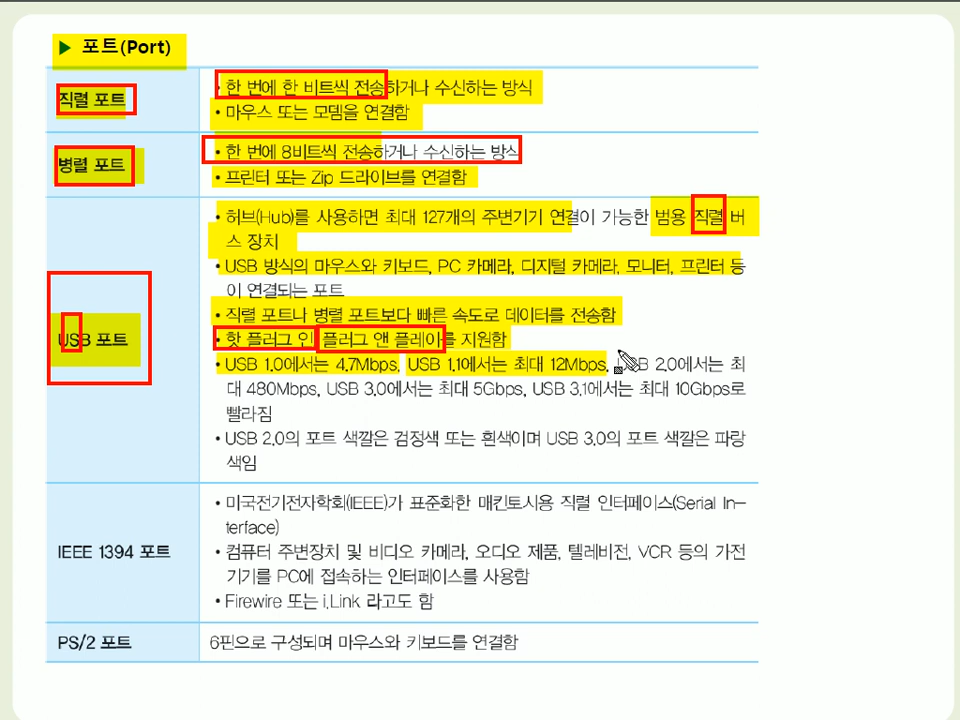 ▶ 포트(Port)
직렬 포트
• 한 번에 한 비트씩 전송하거나 수신하는 방식
• 마우스 또는 모뎀을 연결함
병렬 포트
• 한 번에 8비트씩 전송하거나 수신하는 방식
• 프린터 또는 Zip 드라이브를 연결함
USB 포트
• 허브(Hub)를 사용하면 최대 127개의 주변기기 연결이 가능한 범용 직렬 버
스 장치
• USB 방식의 마우스와 키보드, PC 카메라, 디지털 카메라, 모니터, 프린터 등
이 연결되는 포트
• 직렬 포트나 병렬 포트보다 빠른 속도로 데이터를 전송함
• 핫 플러그 인, 플러그 앤 플레이를 지원함
• USB 1.0에서는 4.7Mbps, USB 1.1에서는 최대 12Mbps, USB 2.0에서는 최
대 480Mbps, USB 3.0에서는 최대 5Gbps, USB 3.1에서는 최대 10Gbps로
빨라짐
• USB 2.0의 포트 색깔은 검정색 또는 흰색이며 USB 3.0의 포트 색깔은 파랑
색임
IEEE 1394 포트
• 미국전기전자학회(IEEE)가 표준화한 매킨토시용 직렬 인터페이스(Serial In-
terface)
• 컴퓨터 주변장치 및 비디오 카메라, 오디오 제품, 텔레비전, VCR 등의 가전
기기를 PC에 접속하는 인터페이스를 사용함
• Firewire 또는 i.Link 라고도 함
PS/2 포트
6핀으로 구성되며 마우스와 키보드를 연결함